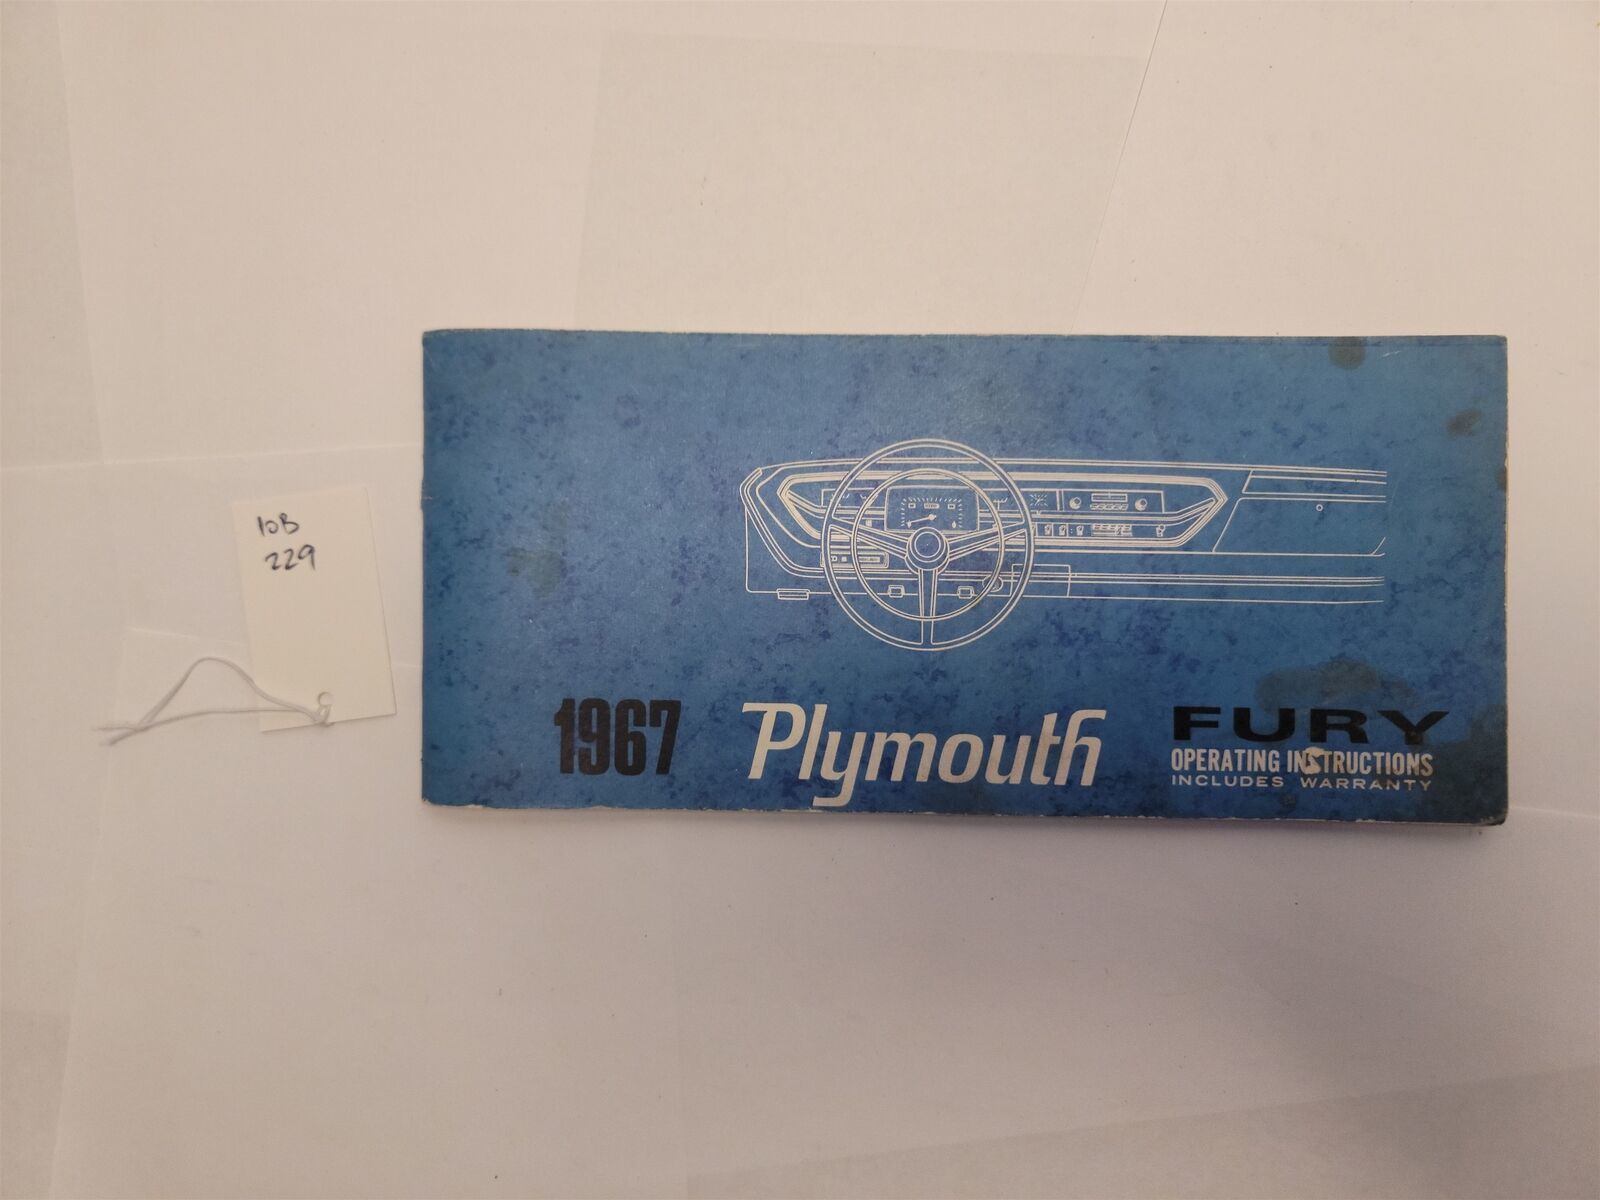 10B
229
1967 Plymouth FURY
OPERATING INSTRUCTIONS
INCLUDES WARRANTY